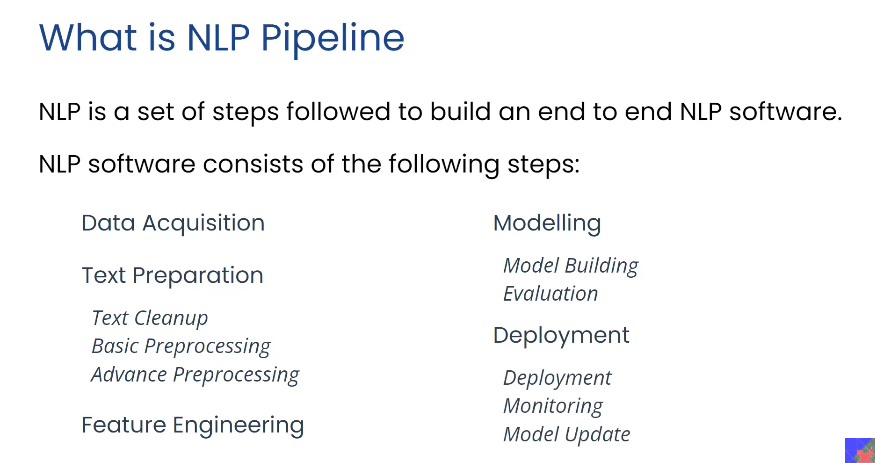 What is NLP Pipeline
NLP is a set of steps followed to build an end to end NLP software.
NLP software consists of the following steps:
Data Acquisition
Text Preparation
Text Cleanup
Basic Preprocessing
Advance Preprocessing
Feature Engineering
Modelling
Model Building
Evaluation
Deployment
Deployment
Monitoring
Model Update